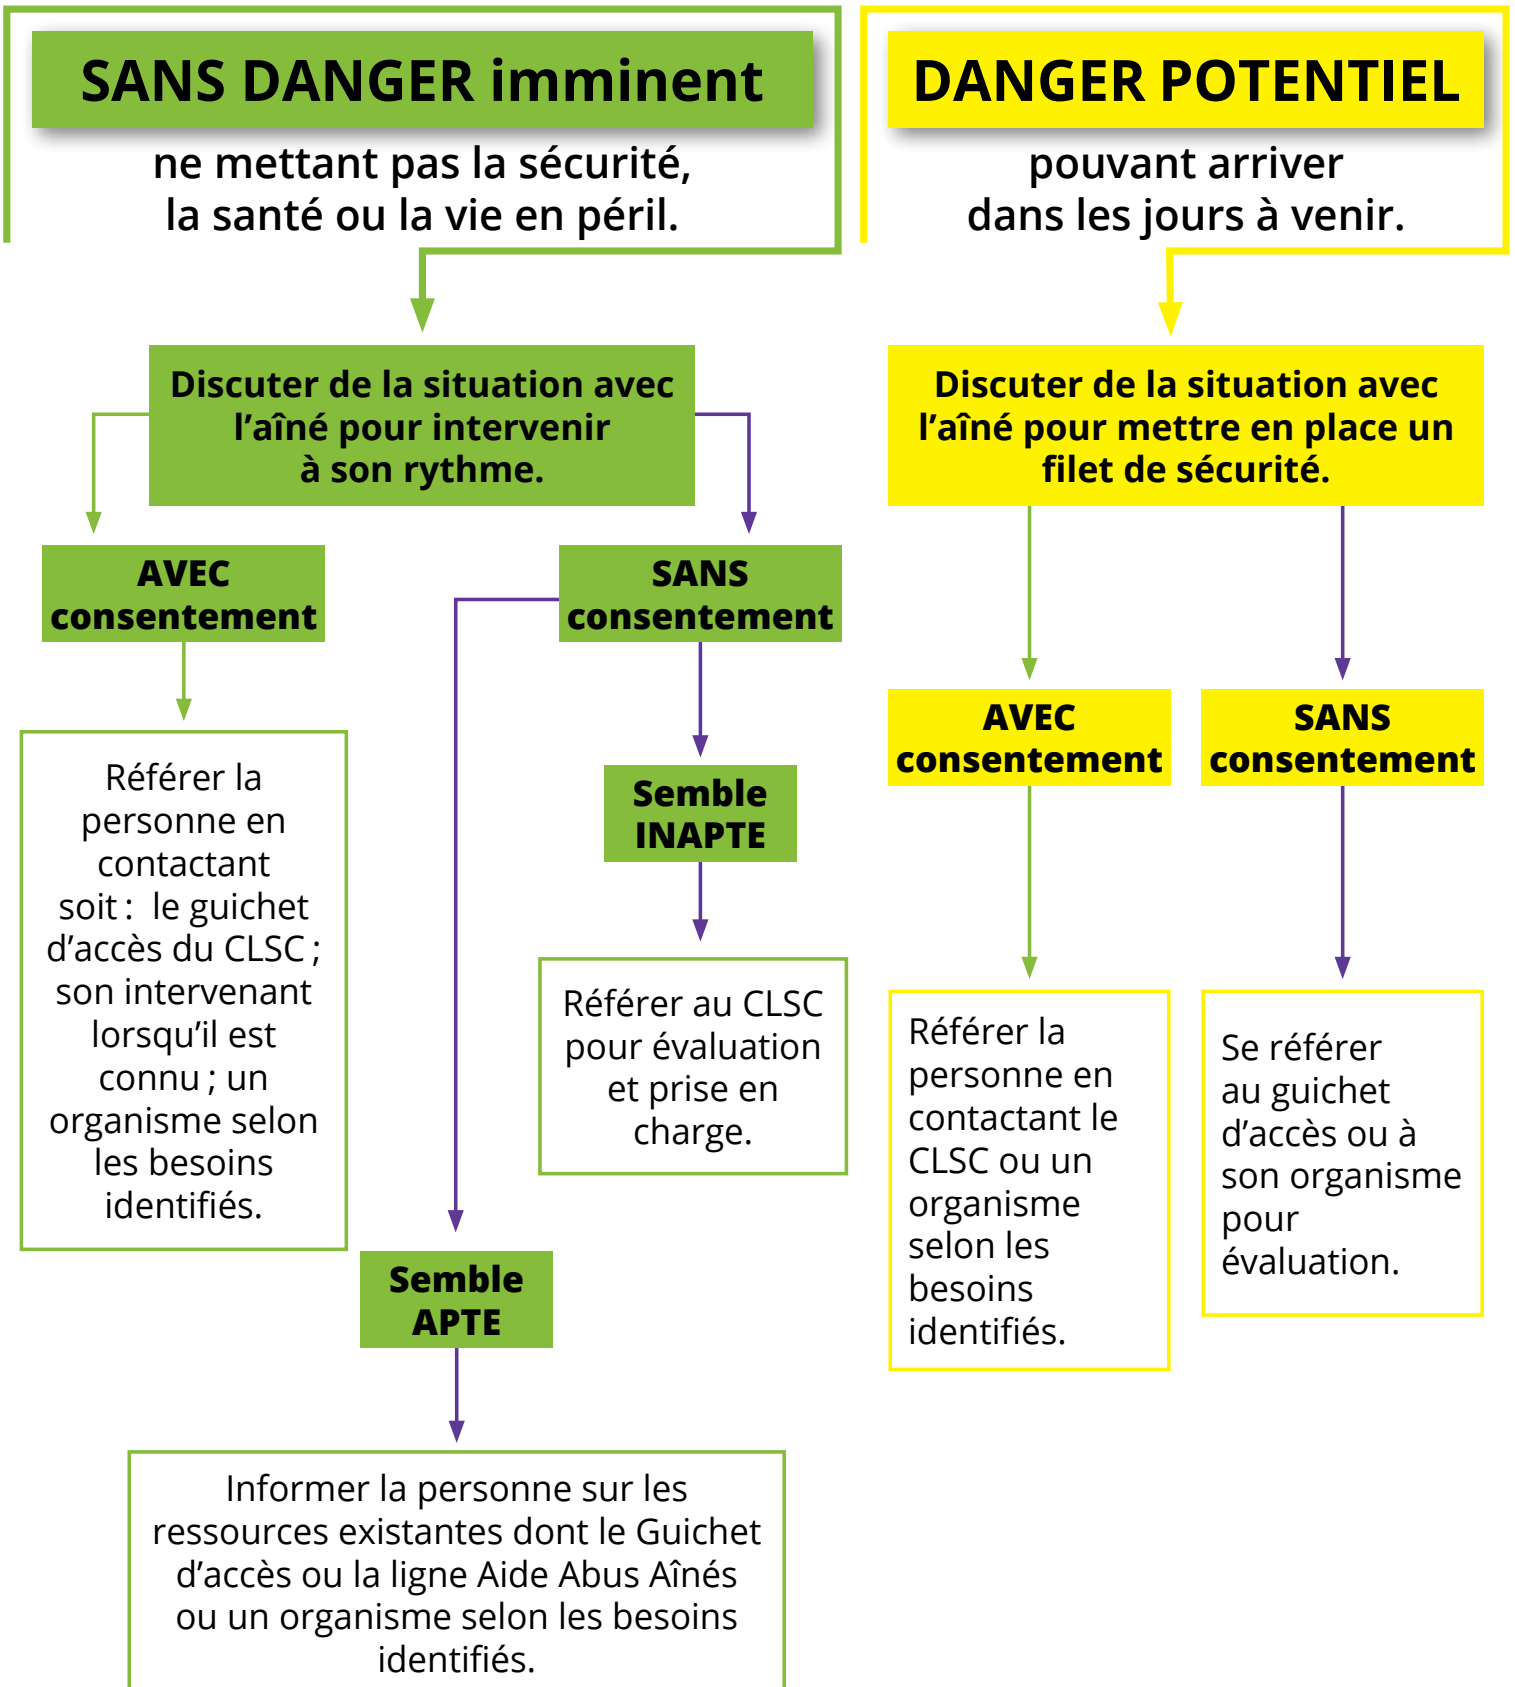 SANS DANGER imminent
ne mettant pas la sécurité,
la santé ou la vie en péril.
Discuter de la situation avec
l’aîné pour intervenir
à son rythme.
AVEC
consentement
Référer la
personne en
contactant
soit : le guichet
d’accès du CLSC ;
son intervenant
lorsqu’il est
connu ; un
organisme selon
les besoins
identifiés.
SANS
consentement
Semble
INAPTE
Référer au CLSC
pour évaluation
et prise en
charge.
Semble
APTE
Informer la personne sur les
ressources existantes dont le Guichet
d’accès ou la ligne Aide Abus Aînés
ou un organisme selon les besoins
identifiés.
DANGER POTENTIEL
pouvant arriver
dans les jours à venir.
Discuter de la situation avec
l’aîné pour mettre en place un
filet de sécurité.
AVEC
consentement
Référer la
personne en
contactant le
CLSC ou un
organisme
selon les
besoins
identifiés.
SANS
consentement
Se référer
au guichet
d’accès ou à
son organisme
pour
évaluation.